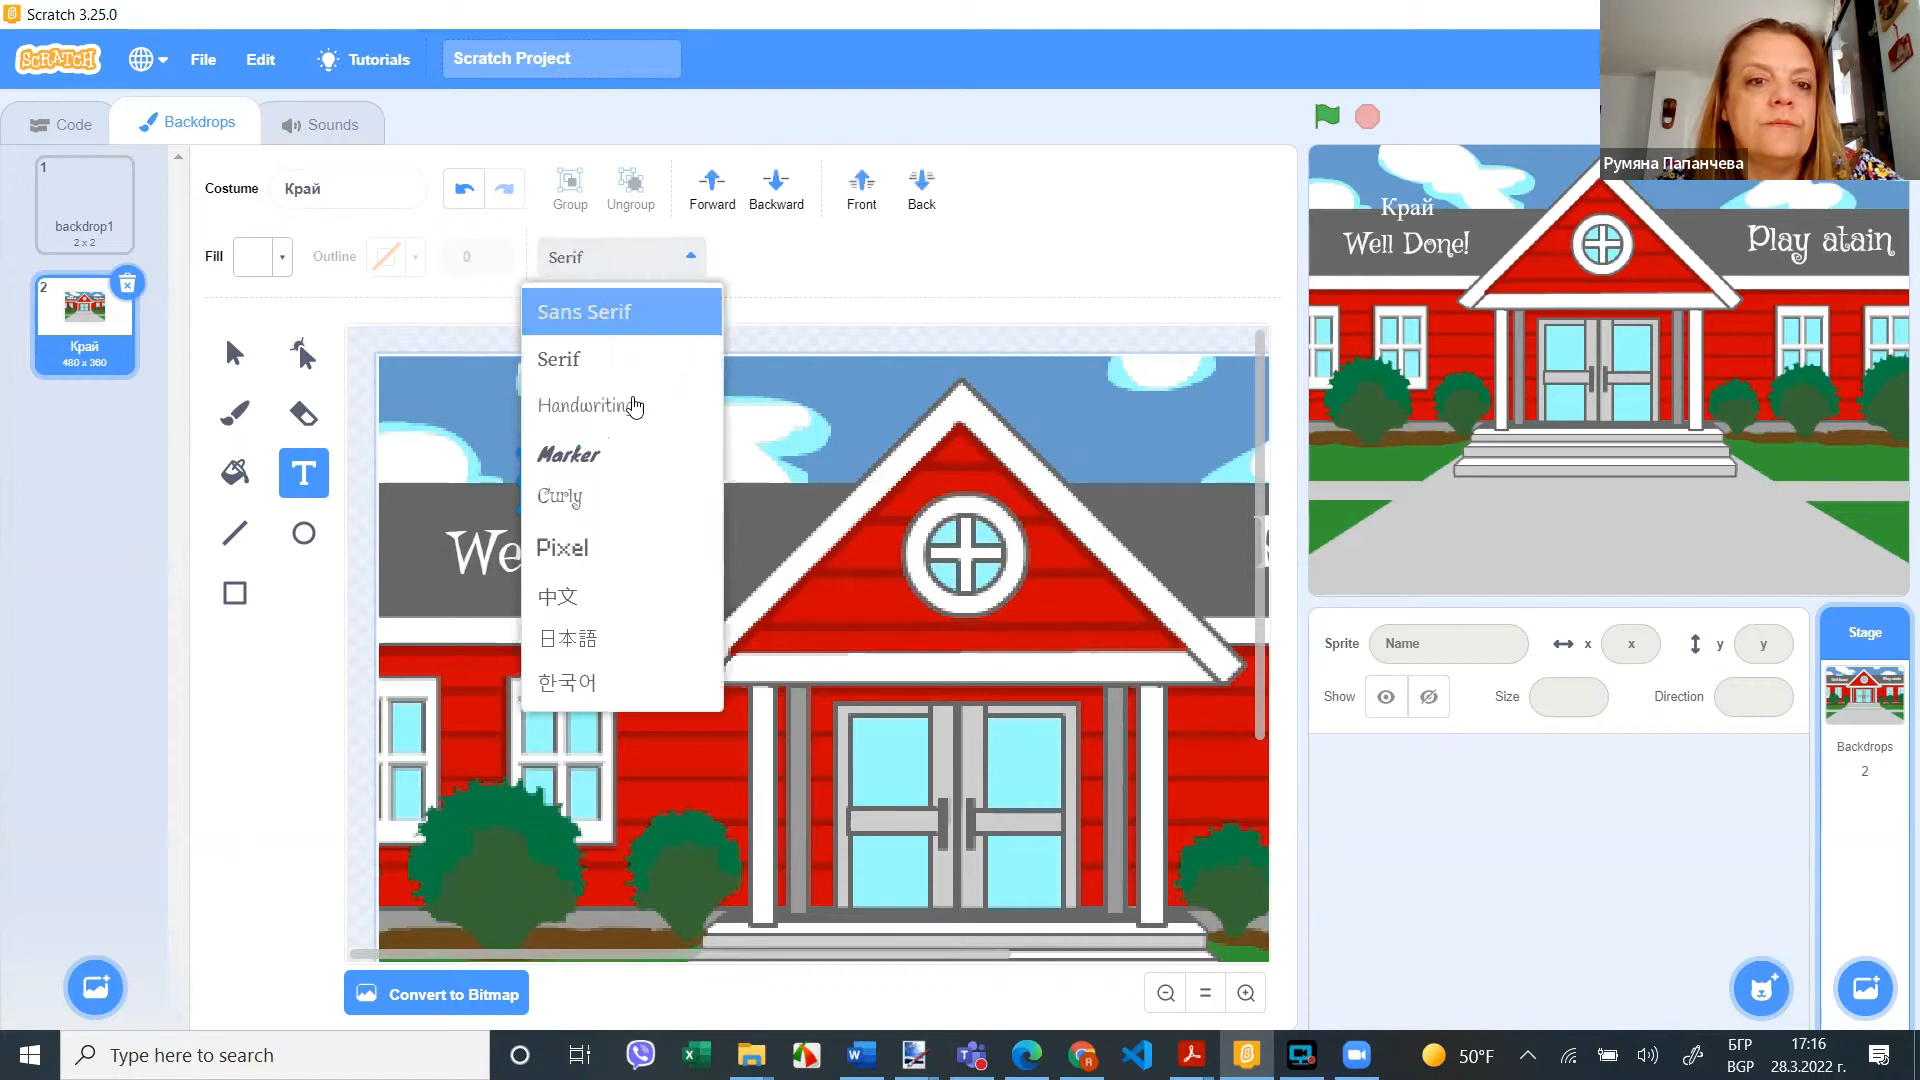 Scratch 3.25.0
SCRATCH
File
Edit
Tutorials
Scratch Project
Code
Backdrops
Sounds
Румяна Папанчева
1
backdrop1
2 x 2
2
Край
480 x 360
Costume
Край
Group
Ungroup
Forward
Backward
Front
Back
Fill
Outline
0
Serif
Sans Serif
Serif
Handwriting
Marker
Curly
Pixel
中文
日本語
한국어
We
T
Convert to Bitmap
Край
Well Done!
Play atain
Sprite
Name
x
x
y
y
Show
Size
Direction
Stage
Backdrops
2
Type here to search
50°F
БГР
BGP
17:16
28.3.2022 г.